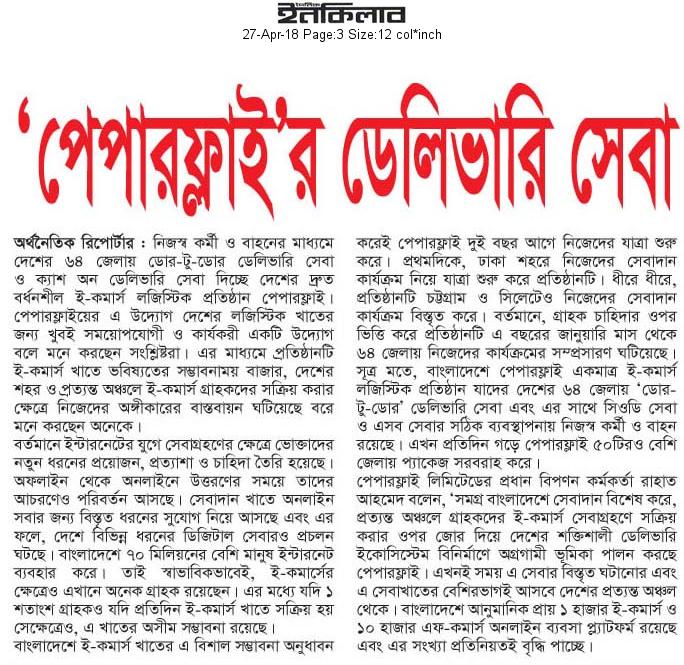 দৈনিক
ইনকিলাব
27-Apr-18 Page:3 Size:12 col*inch
‘পেপারফ্লাই’র ডেলিভারি সেবা
অর্থনৈতিক রিপোর্টার : নিজস্ব কর্মী ও বাহনের মাধ্যমে
দেশের ৬৪ জেলায় ডোর-টু-ডোর ডেলিভারি সেবা
ও ক্যাশ অন ডেলিভারি সেবা দিচ্ছে দেশের দ্রুত
বর্ধনশীল ই-কমার্স লজিস্টিক প্রতিষ্ঠান পেপারফ্লাই।
পেপারফ্লাইয়ের এ উদ্যোগ দেশের লজিস্টিক খাতের
জন্য খুবই সময়োপযোগী ও কার্যকরী একটি উদ্যোগ
বলে মনে করছেন সংশ্লিষ্টরা। এর মাধ্যমে প্রতিষ্ঠানটি
ই-কমার্স খাতে ভবিষ্যতের সম্ভাবনাময় বাজার, দেশের
শহর ও প্রত্যন্ত অঞ্চলে ই-কমার্স গ্রাহকদের সক্রিয় করার
ক্ষেত্রে নিজেদের অঙ্গীকারের বাস্তবায়ন ঘটিয়েছে বরে
মনে করছেন অনেকে।
বর্তমানে ইন্টারনেটের যুগে সেবাগ্রহণের ক্ষেত্রে ভোক্তাদের
নতুন ধরনের প্রয়োজন, প্রত্যাশা ও চাহিদা তৈরি হয়েছে।
অফলাইন থেকে অনলাইনে উত্তরণের সময়ে তাদের
আচরণেও পরিবর্তন আসছে। সেবাদান খাতে অনলাইন
সবার জন্য বিস্তৃত ধরনের সুযোগ নিয়ে আসছে এবং এর
ফলে, দেশে বিভিন্ন ধরনের ডিজিটাল সেবারও প্রচলন
ঘটছে। বাংলাদেশে ৭০ মিলিয়নের বেশি মানুষ ইন্টারনেট
ব্যবহার করে। তাই স্বাভাবিকভাবেই, ই-কমার্সের
ক্ষেত্রেও এখানে অনেক গ্রাহক রয়েছেন। এর মধ্যে যদি ১
শতাংশ গ্রাহকও যদি প্রতিদিন ই-কমার্স খাতে সক্রিয় হয়
সেক্ষেত্রেও, এ খাতের অসীম সম্ভাবনা রয়েছে।
বাংলাদেশে ই-কমার্স খাতের এ বিশাল সম্ভাবনা অনুধাবন
করেই পেপারফ্লাই দুই বছর আগে নিজেদের যাত্রা শুরু
করে। প্রথমদিকে, ঢাকা শহরে নিজেদের সেবাদান
কার্যক্রম নিয়ে যাত্রা শুরু করে প্রতিষ্ঠানটি। ধীরে ধীরে,
প্রতিষ্ঠানটি চট্টগ্রাম ও সিলেটেও নিজেদের সেবাদান
কার্যক্রম বিস্তৃত করে। বর্তমানে, গ্রাহক চাহিদার ওপর
ভিত্তি করে প্রতিষ্ঠানটি এ বছরের জানুয়ারি মাস থেকে
৬৪ জেলায় নিজেদের কার্যক্রমের সম্প্রসারণ ঘটিয়েছে।
সূত্র মতে, বাংলাদেশে পেপারফ্লাই একমাত্র ই-কমার্স
লজিস্টিক প্রতিষ্ঠান যাদের দেশের ৬৪ জেলায় ‘ডোর-
টু-ডোর’ ডেলিভারি সেবা এবং এর সাথে সিওডি সেবা
ও এসব সেবার সঠিক ব্যবস্থাপনায় নিজস্ব কর্মী ও বাহন
রয়েছে। এখন প্রতিদিন গড়ে পেপারফ্লাই ৫০টিরও বেশি
জেলায় প্যাকেজ সরবরাহ করে।
পেপারফ্লাই লিমিটেডের প্রধান বিপণন কর্মকর্তা রাহাত
আহমেদ বলেন, ‘সমগ্র বাংলাদেশে সেবাদান বিশেষ করে,
প্রত্যন্ত অঞ্চলে গ্রাহকদের ই-কমার্স সেবাগ্রহণে সক্রিয়
করার ওপর জোর দিয়ে দেশের শক্তিশালী ডেলিভারি
ইকোসিস্টেম বিনির্মাণে অগ্রগামী ভূমিকা পালন করছে
পেপারফ্লাই। এখনই সময় এ সেবার বিস্তৃত ঘটানোর এবং
এ সেবাখাতের বেশিরভাগই আসবে দেশের প্রত্যন্ত অঞ্চল
থেকে। বাংলাদেশে আনুমানিক প্রায় ১ হাজার ই-কমার্স ও
১০ হাজার এফ-কমার্স অনলাইন ব্যবসা প্ল্যাটফর্ম রয়েছে
এবং এর সংখ্যা প্রতিনিয়তই বৃদ্ধি পাচ্ছে।